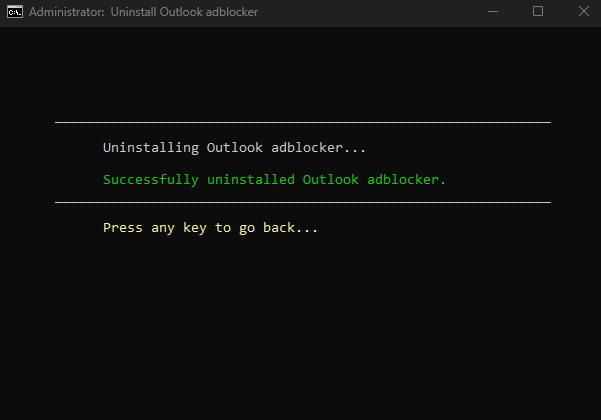 Administrator:  Uninstall Outlook adblocker
Uninstalling Outlook adblocker...
Successfully uninstalled Outlook adblocker.
Press any key to go back...